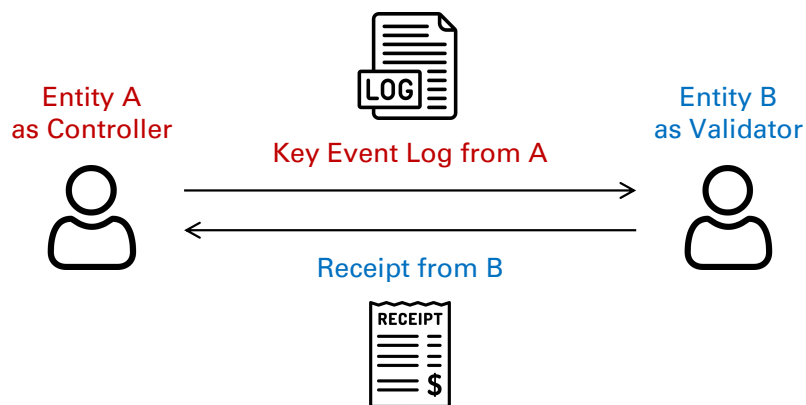 Entity A
as Controller
LOG
Key Event Log from A
Entity B
as Validator
Receipt from B
RECEIPT
$